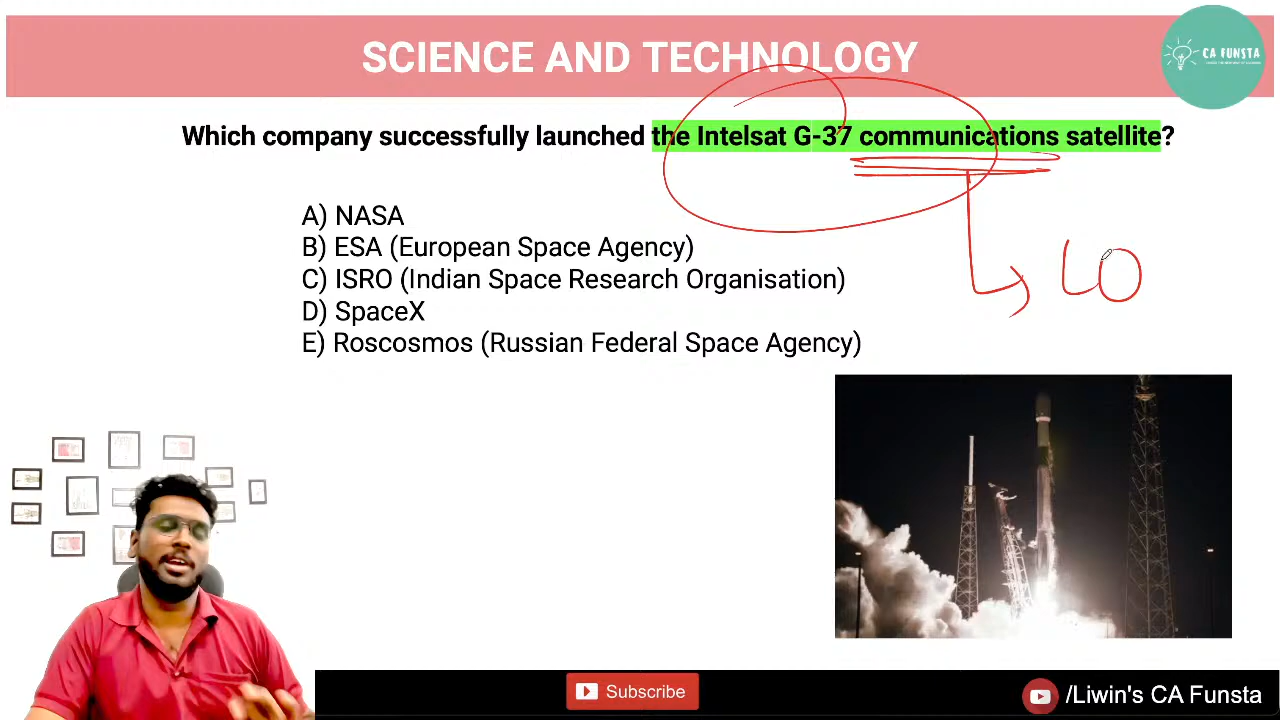 SCIENCE AND TECHNOLOGY
CA FUNSTA
Which company successfully launched the Intelsat G-37 communications satellite?
A) NASA
B) ESA (European Space Agency)
C) ISRO (Indian Space Research Organisation)
LO
D) SpaceX
E) Roscosmos (Russian Federal Space Agency)
Subscribe
/Liwin's CA Funsta